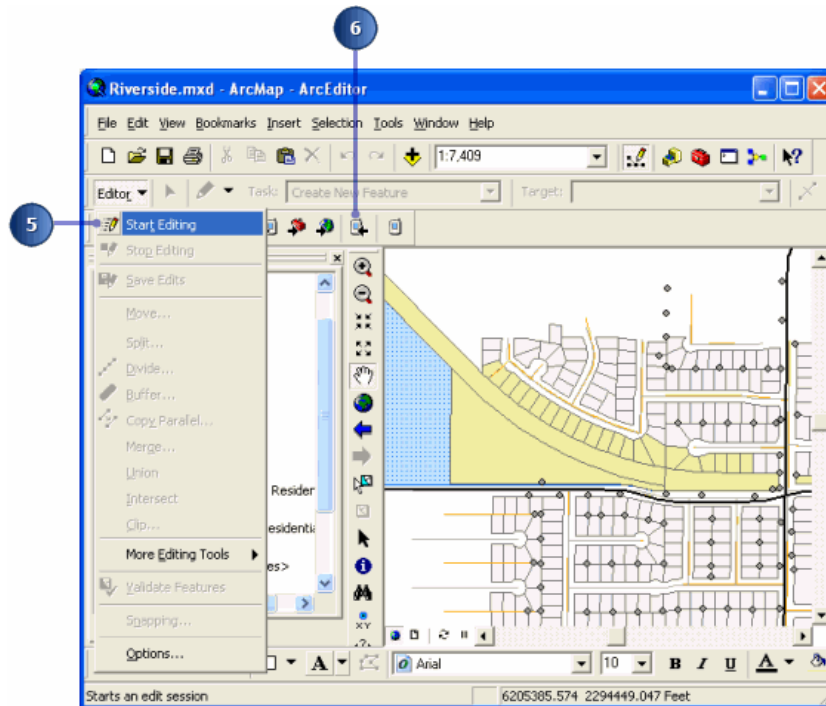 6
Riverside.mxd - ArcMap - ArcEditor
File Edit View Bookmarks Insert Selection Tools Window Help
1:7,409
Editor Task: Create New Feature Target:
5
Start Editing
Stop Editing
Save Edits
Move...
Split...
Divide...
Buffer...
Copy Parallel...
Merge...
Union
Intersect
Clip...
More Editing Tools
Validate Features
Snapping...
Options...
Residen
esidentia
es>
XY
A Arial 10 B I U A
Starts an edit session 6205385.574 2294449.047 Feet